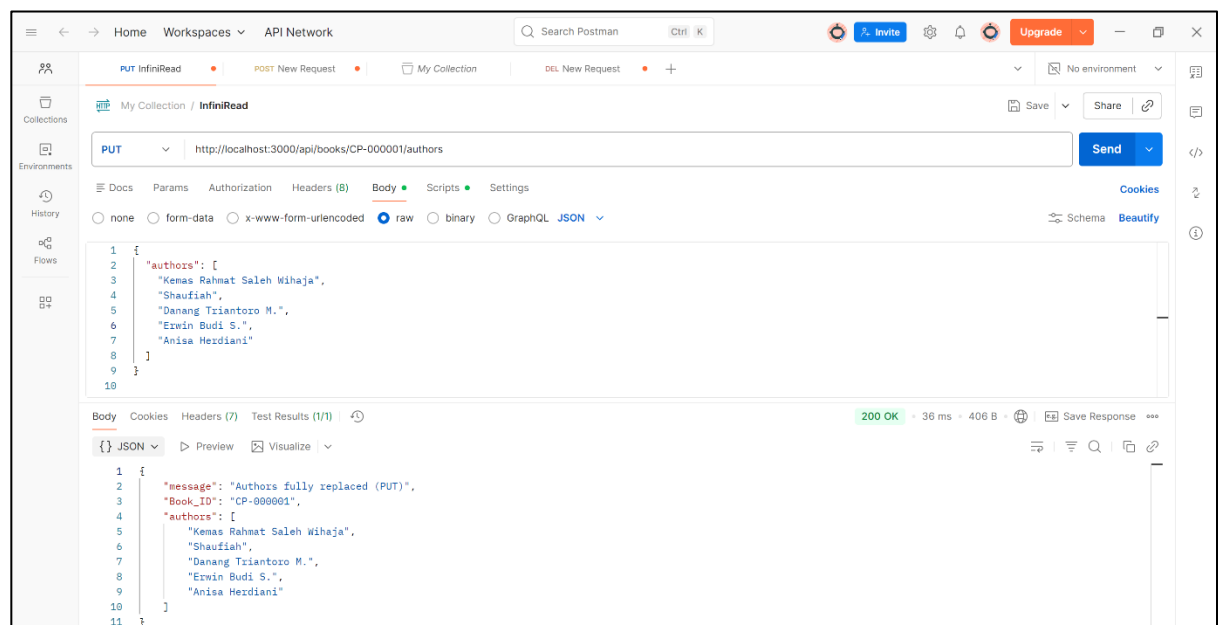 Home Workspaces API Network Search Postman Ctrl K Invite Upgrade
PUT InfiniRead POST New Request My Collection DEL New Request + No environment
Collections
Environments
History
Flows
HTTP My Collection / InfiniRead Save Share
PUT http://localhost:3000/api/books/CP-000001/authors Send
Docs Params Authorization Headers (8) Body Scripts Settings Cookies
none form-data x-www-form-urlencoded raw binary GraphQL JSON Schema Beautify
1 {
2 "authors": [
3 "Kemas Rahmat Saleh Wihaja",
4 "Shaufiah",
5 "Danang Triantoro M.",
6 "Erwin Budi S.",
7 "Anisa Herdiani"
8 ]
9 }
10
Body Cookies Headers (7) Test Results (1/1) 200 OK 36 ms 406 B e.g. Save Response
{} JSON Preview Visualize
1 {
2 "message": "Authors fully replaced (PUT)",
3 "Book_ID": "CP-000001",
4 "authors": [
5 "Kemas Rahmat Saleh Wihaja",
6 "Shaufiah",
7 "Danang Triantoro M.",
8 "Erwin Budi S.",
9 "Anisa Herdiani"
10 ]
11 }